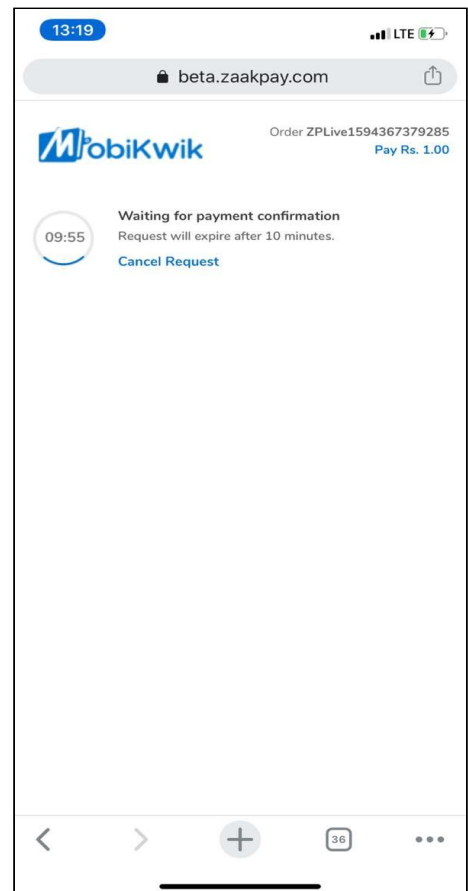 13:19
LTE
beta.zaakpay.com
MobiKwik
Order ZPLive1594367379285
Pay Rs. 1.00
09:55
Waiting for payment confirmation
Request will expire after 10 minutes.
Cancel Request
36